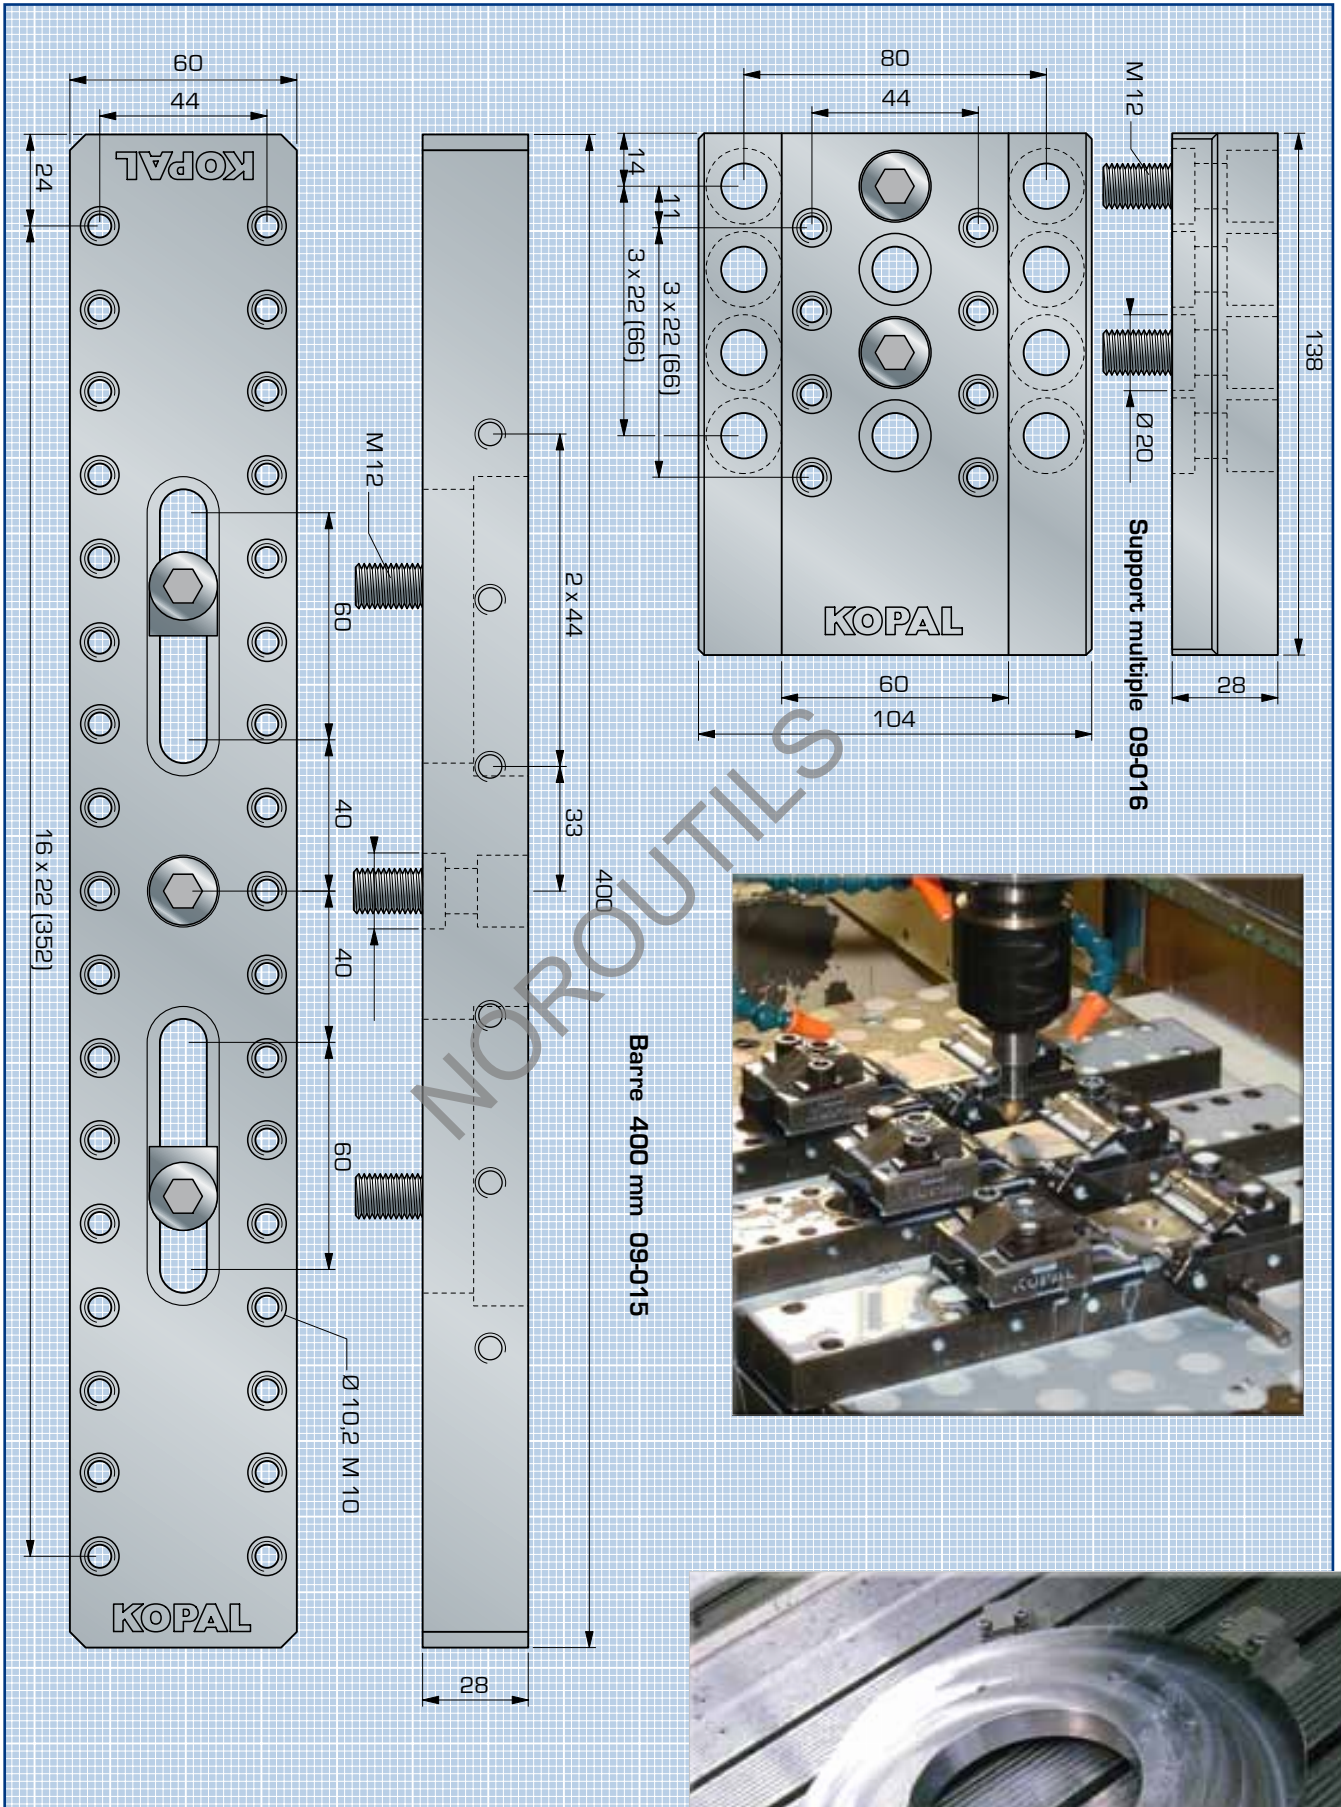 60
44
24
KOPAL
16 x 22 (352)
60
40
40
60
Ø 10,2 M 10
KOPAL
M 12
2 x 44
33
400
28
Barre 400 mm 09-015
80
44
14
11
3 x 22 (66)
3 x 22 (66)
KOPAL
60
104
M 12
Ø 20
138
28
Support multiple 09-016
NOROUTILS
KOPAL